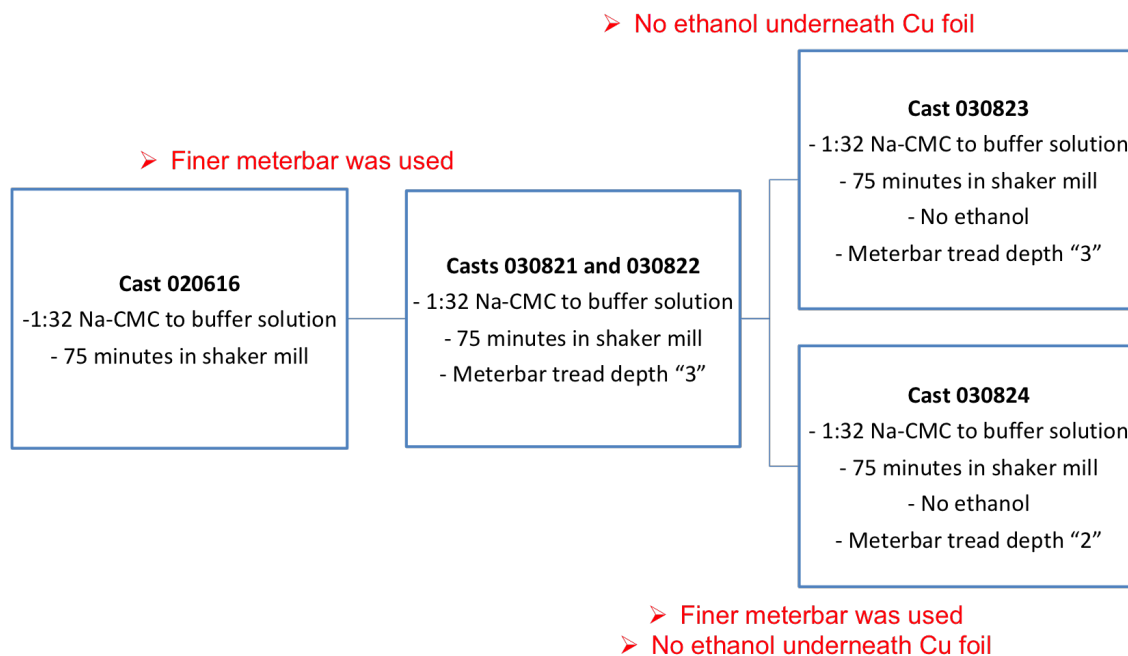 ➢ No ethanol underneath Cu foil
Cast 030823
- 1:32 Na-CMC to buffer solution
- 75 minutes in shaker mill
- No ethanol
- Meterbar tread depth “3”
➢ Finer meterbar was used
Cast 020616
-1:32 Na-CMC to buffer solution
- 75 minutes in shaker mill
Casts 030821 and 030822
- 1:32 Na-CMC to buffer solution
- 75 minutes in shaker mill
- Meterbar tread depth “3”
Cast 030824
- 1:32 Na-CMC to buffer solution
- 75 minutes in shaker mill
- No ethanol
- Meterbar tread depth “2”
➢ Finer meterbar was used
➢ No ethanol underneath Cu foil